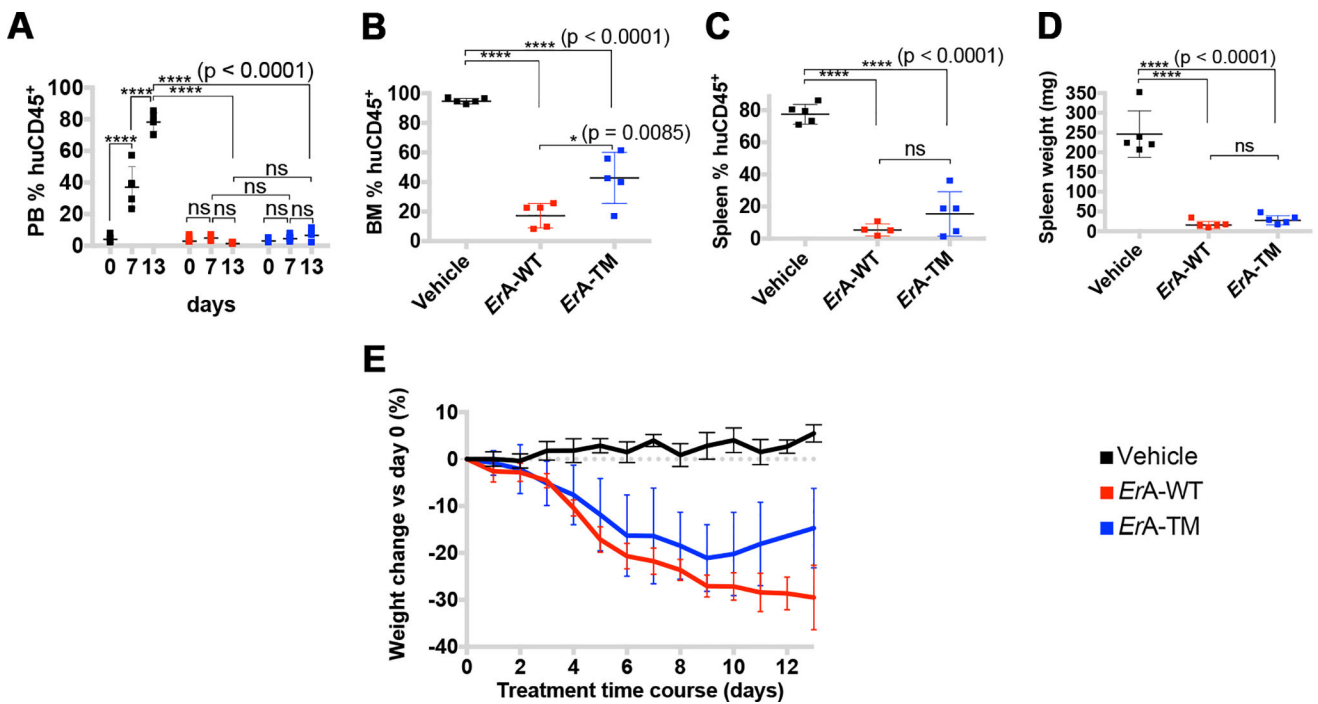 A
PB % huCD45+
100
80
60
40
20
0
****
****
**** (p < 0.0001)
****
ns
ns
ns ns
ns ns
0 7 13 0 7 13 0 7 13
days
B
BM % huCD45+
100
80
60
40
20
0
**** (p < 0.0001)
****
* (p = 0.0085)
Vehicle
ErA-WT
ErA-TM
C
Spleen % huCD45+
80
60
40
20
0
**** (p < 0.0001)
****
ns
Vehicle
ErA-WT
ErA-TM
D
Spleen weight (mg)
350
300
250
200
150
100
50
0
**** (p < 0.0001)
****
ns
Vehicle
ErA-WT
ErA-TM
E
Weight change vs day 0 (%)
10
0
-10
-20
-30
-40
0 2 4 6 8 10 12
Treatment time course (days)
Vehicle
ErA-WT
ErA-TM